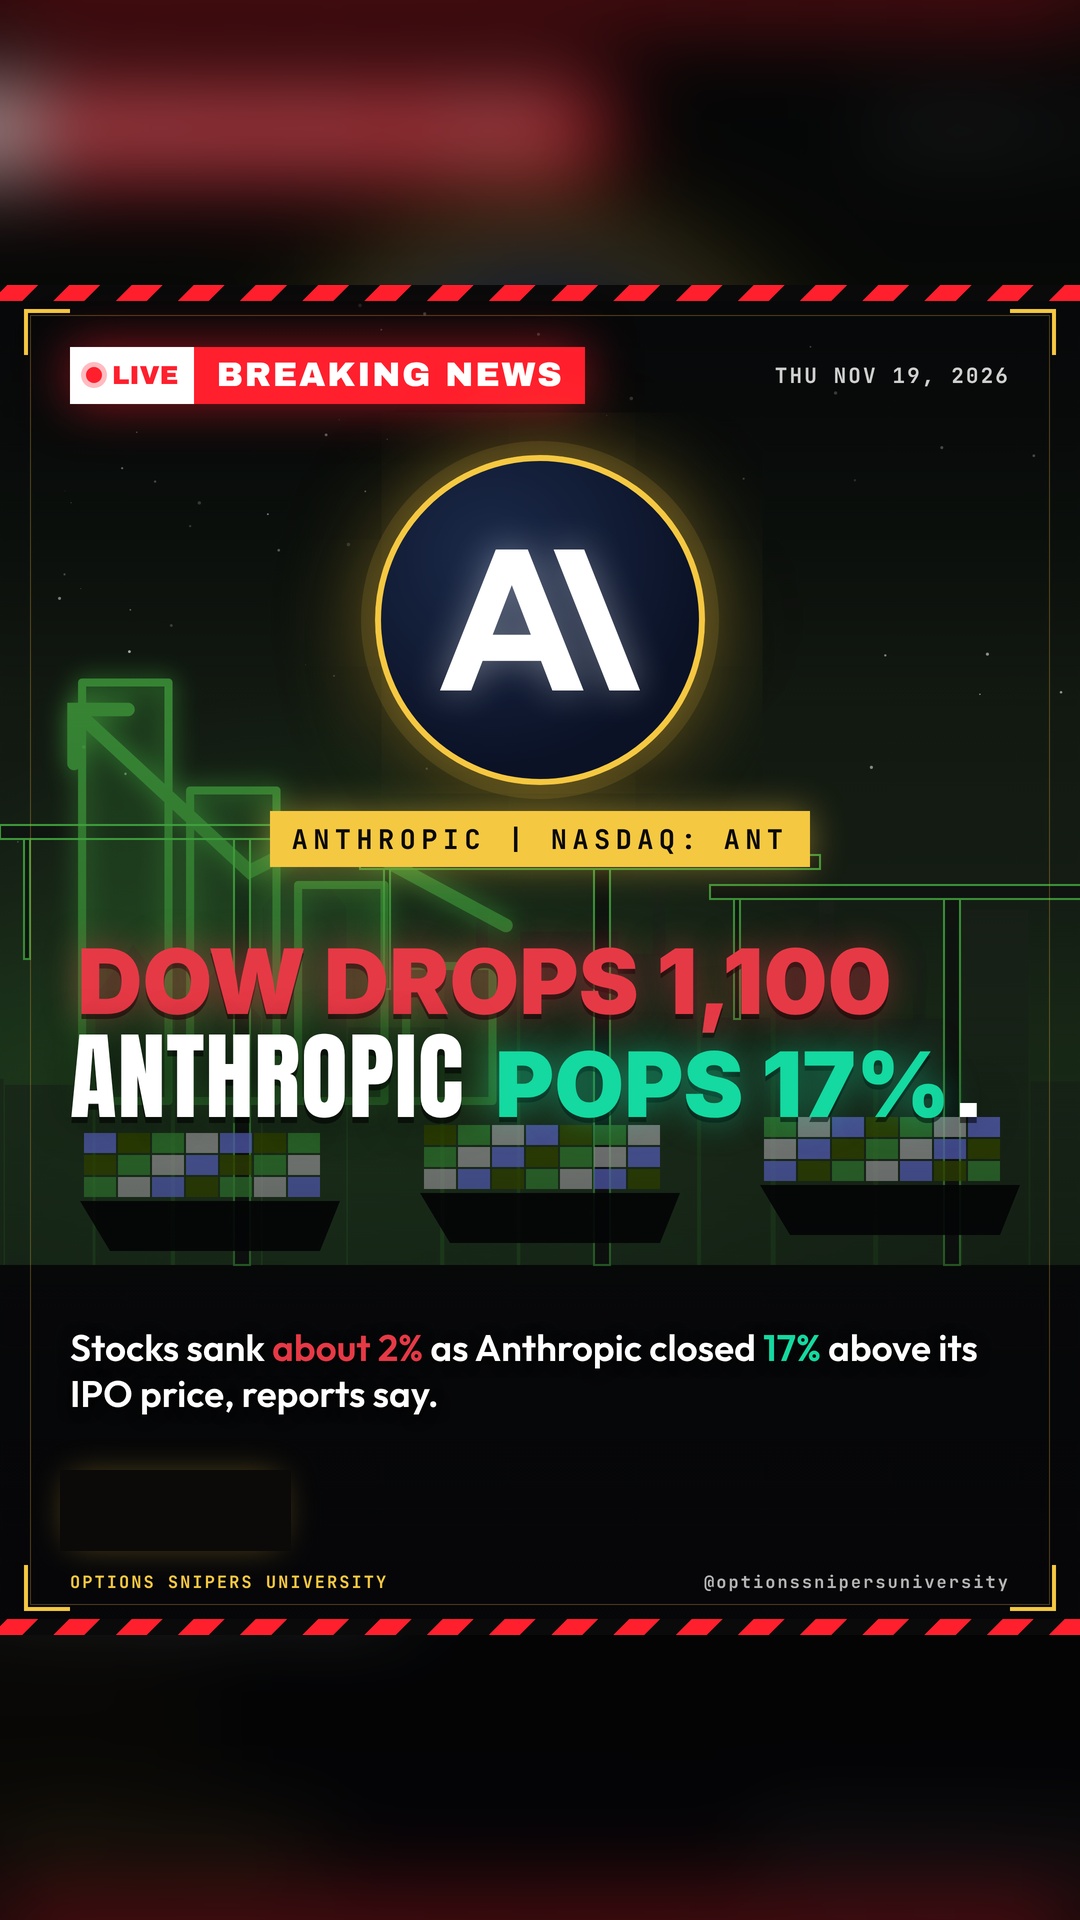 LIVE BREAKING NEWS
THU NOV 19, 2026
AI
ANTHROPIC | NASDAQ: ANT
DOW DROPS 1,100
ANTHROPIC POPS 17%.
Stocks sank about 2% as Anthropic closed 17% above its
IPO price, reports say.
OPTIONS SNIPERS UNIVERSITY
@optionssnipersuniversity